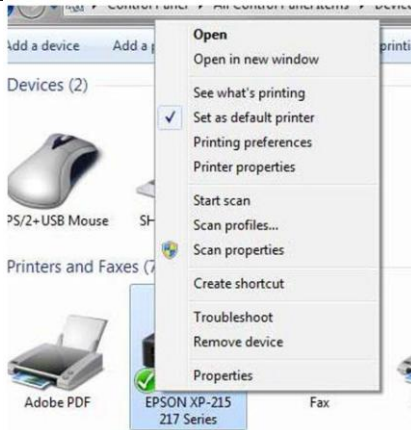 Control Panel ▸ All Control Panel Items ▸ Device
Add a device
Add a p
printi
Devices (2)
PS/2+USB Mouse
SH
Printers and Faxes (7
Adobe PDF
EPSON XP-215
217 Series
Fax
Open
Open in new window
See what's printing
Set as default printer
Printing preferences
Printer properties
Start scan
Scan profiles...
Scan properties
Create shortcut
Troubleshoot
Remove device
Properties